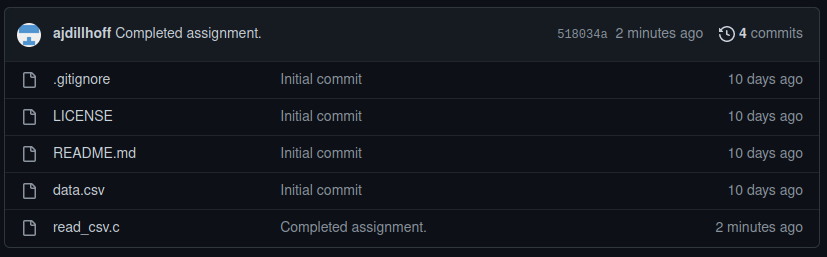 ajdillhoff Completed assignment. 518034a 2 minutes ago 4 commits
.gitignore Initial commit 10 days ago
LICENSE Initial commit 10 days ago
README.md Initial commit 10 days ago
data.csv Initial commit 10 days ago
read_csv.c Completed assignment. 2 minutes ago